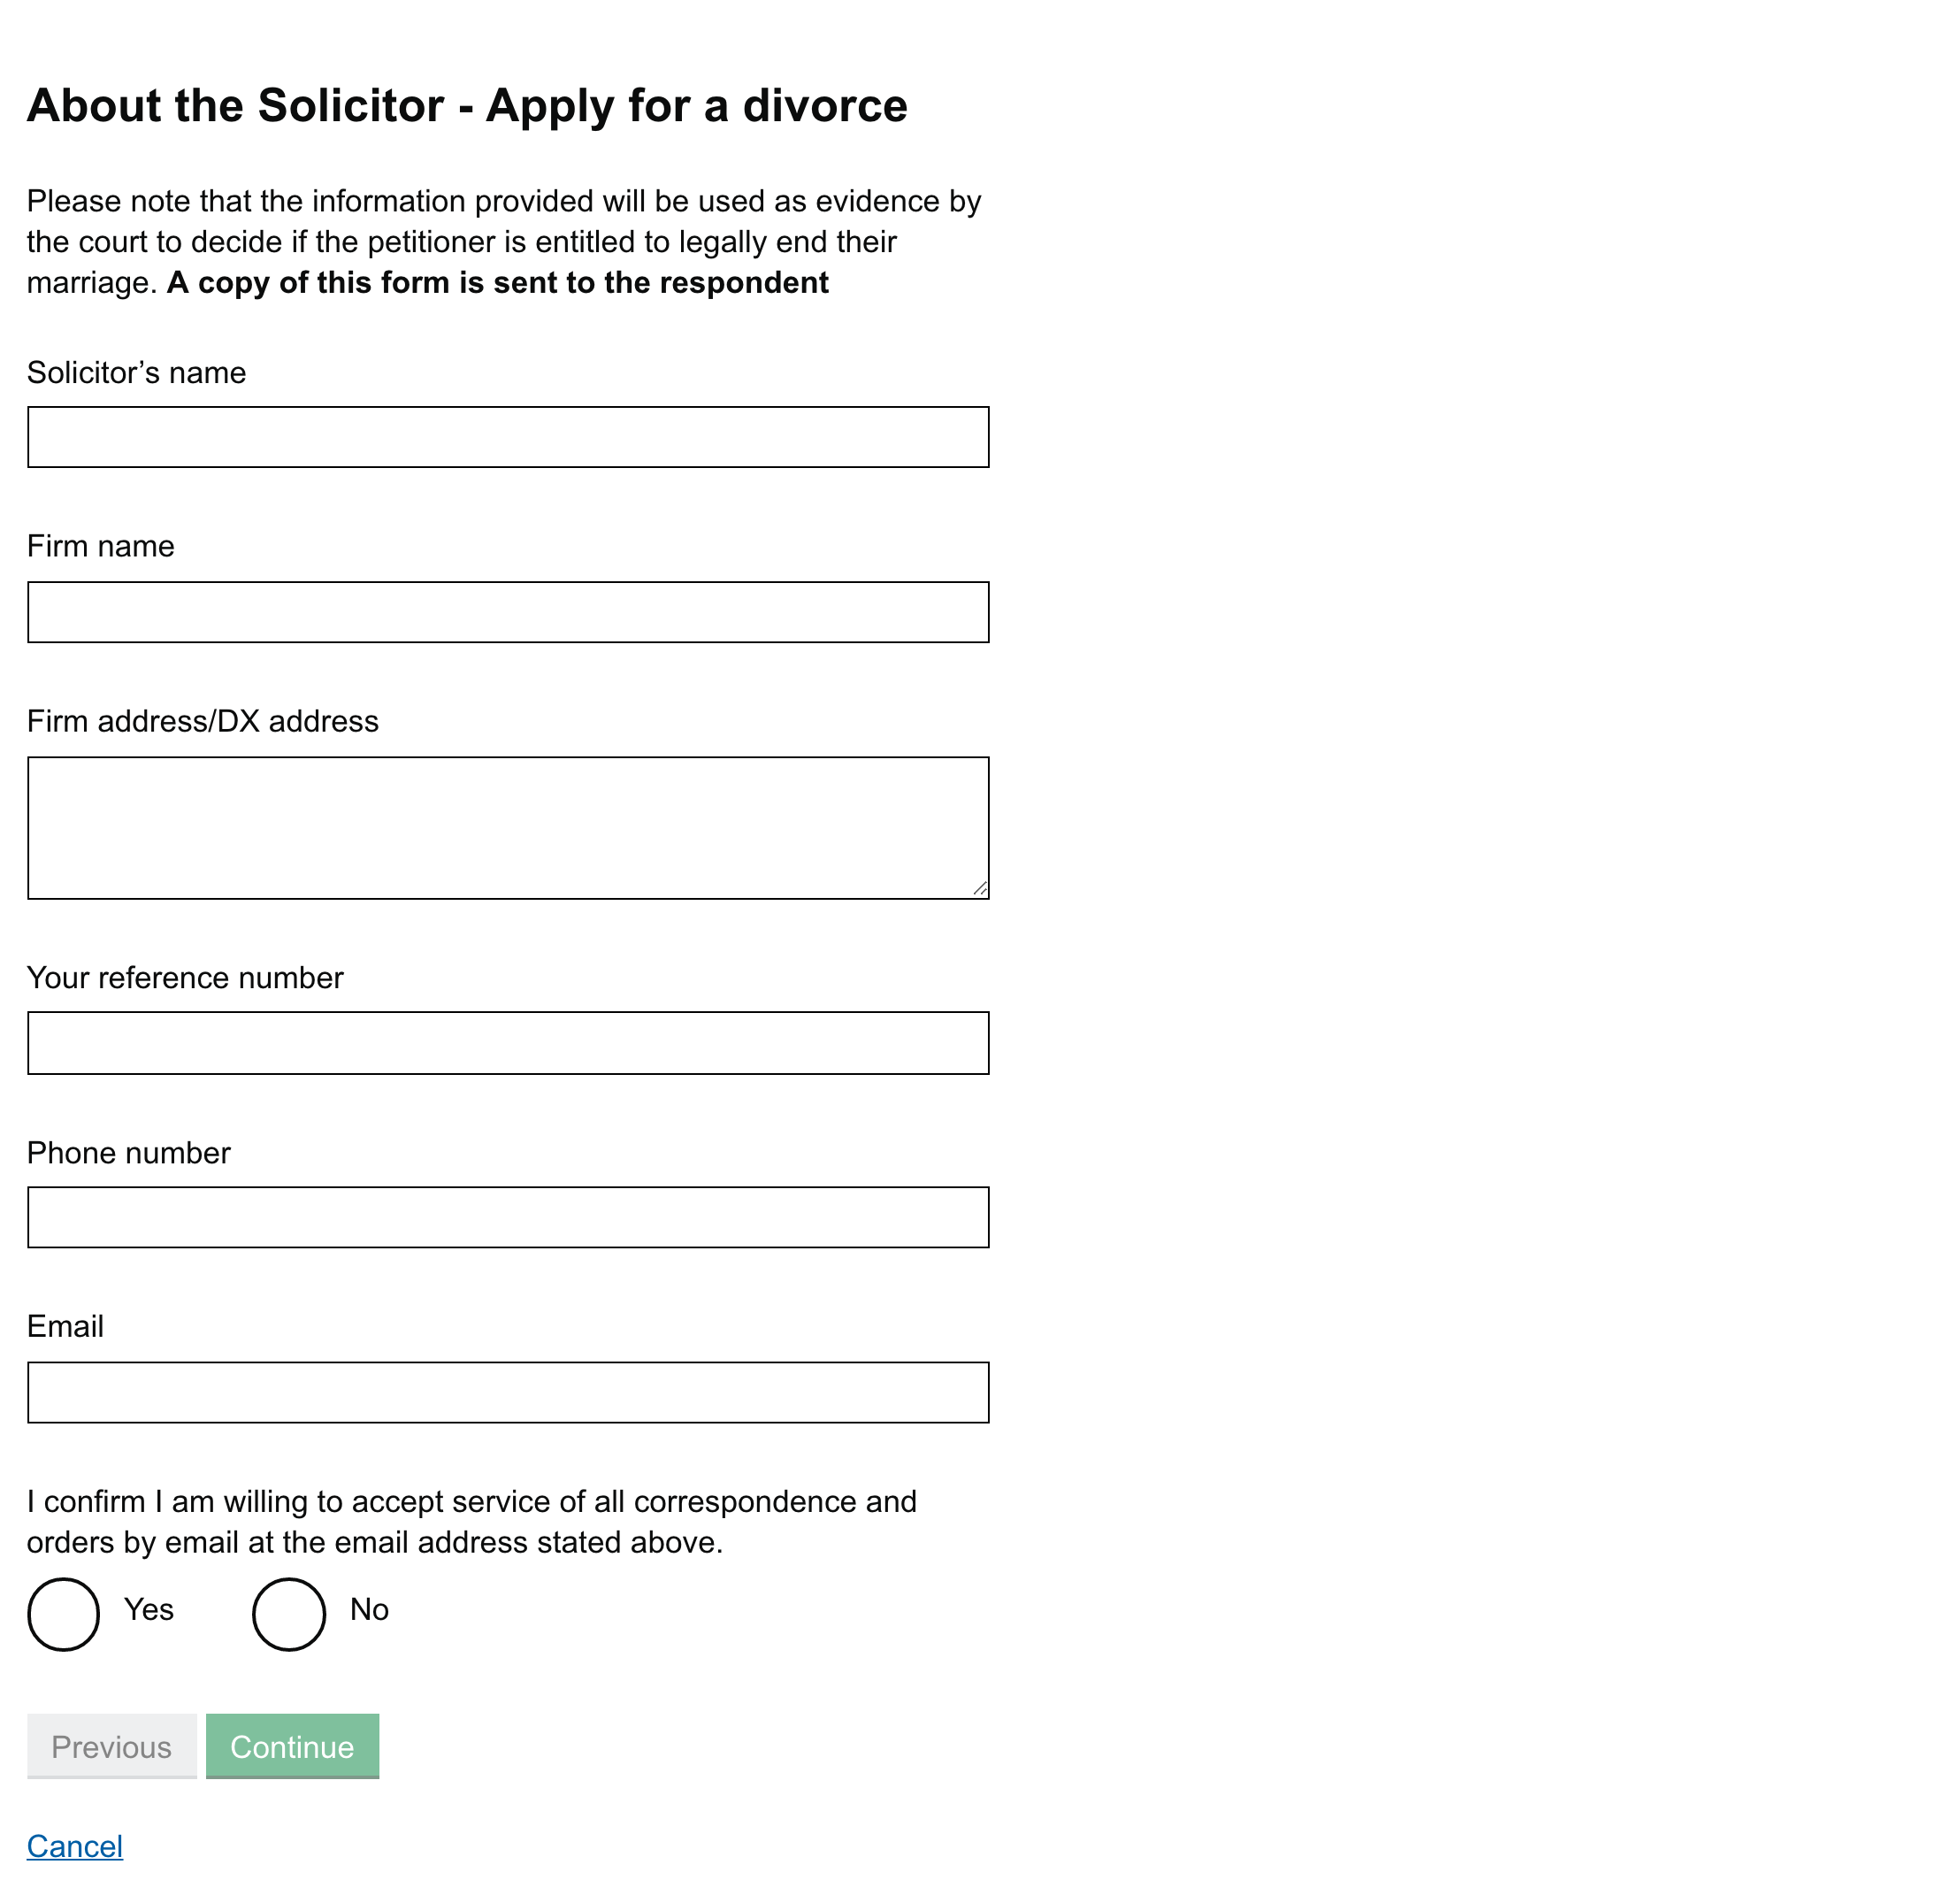 About the Solicitor - Apply for a divorce
Please note that the information provided will be used as evidence by
the court to decide if the petitioner is entitled to legally end their
marriage. A copy of this form is sent to the respondent
Solicitor’s name
Firm name
Firm address/DX address
Your reference number
Phone number
Email
I confirm I am willing to accept service of all correspondence and
orders by email at the email address stated above.
Yes No
Previous Continue
Cancel